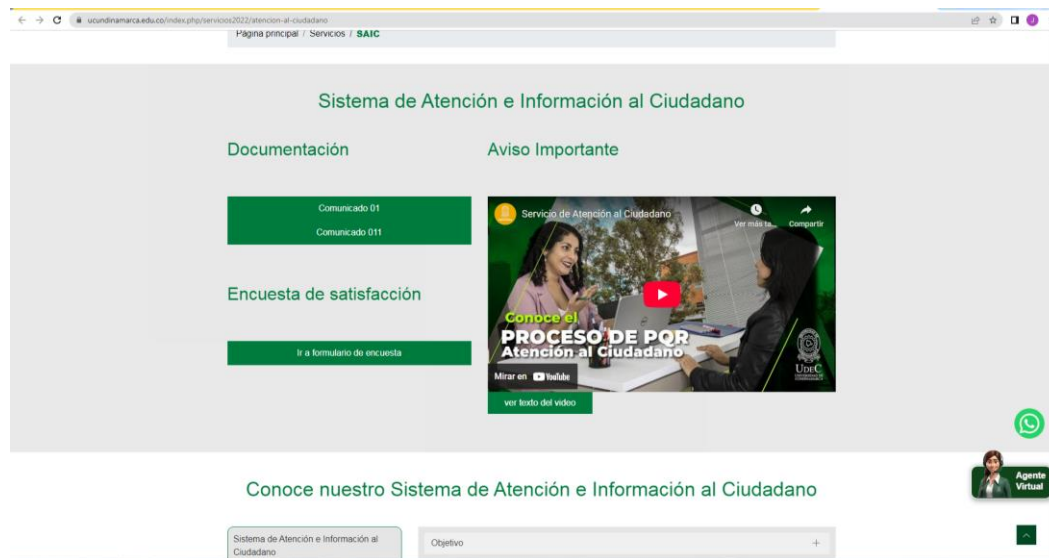 ucundinamarca.edu.co/index.php/servicios2022/atencion-al-ciudadano
Página principal / Servicios / SAIC
Sistema de Atención e Información al Ciudadano
Documentación
Comunicado 01
Comunicado 011
Encuesta de satisfacción
Ir a formulario de encuesta
Aviso Importante
Servicio de Atención al Ciudadano
Ver más ta...
Compartir
Conoce el
PROCESO DE PQR
Atención al Ciudadano
Mirar en YouTube
UDEC
ver texto del video
Agente
Virtual
Conoce nuestro Sistema de Atención e Información al Ciudadano
Sistema de Atención e Información al
Ciudadano
Objetivo +